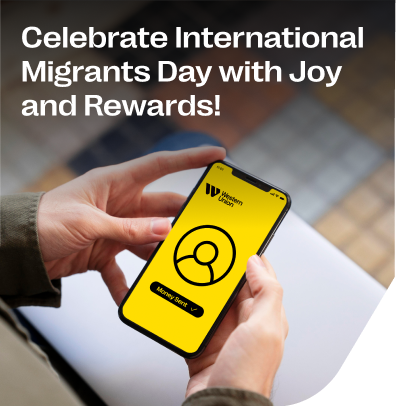 Celebrate International
Migrants Day with Joy
and Rewards!
Western
Union
Money Sent